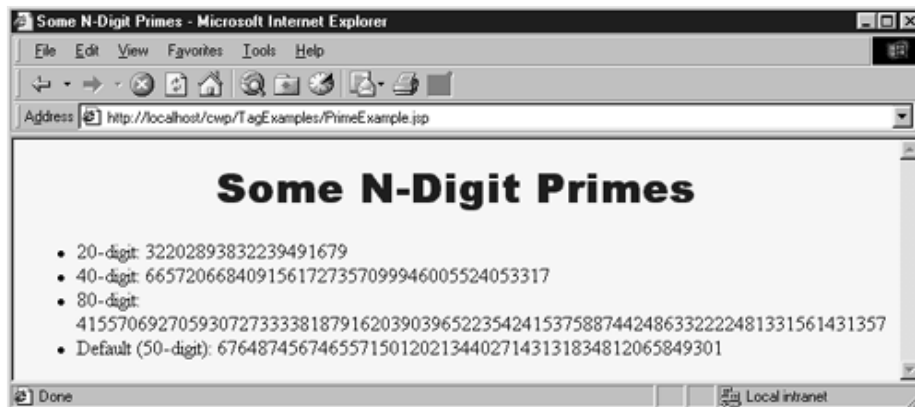 Some N-Digit Primes - Microsoft Internet Explorer
File Edit View Favorites Tools Help
Address http://localhost/cwp/TagExamples/PrimeExample.jsp
Some N-Digit Primes
• 20-digit: 32202893832239491679
• 40-digit: 6657206684091561727357099946005524053317
• 80-digit:
41557069270593072733338187916203903965223542415375887442486332222481331561431357
• Default (50-digit): 67648745674655715012021344027143131834812065849301
Done Local intranet